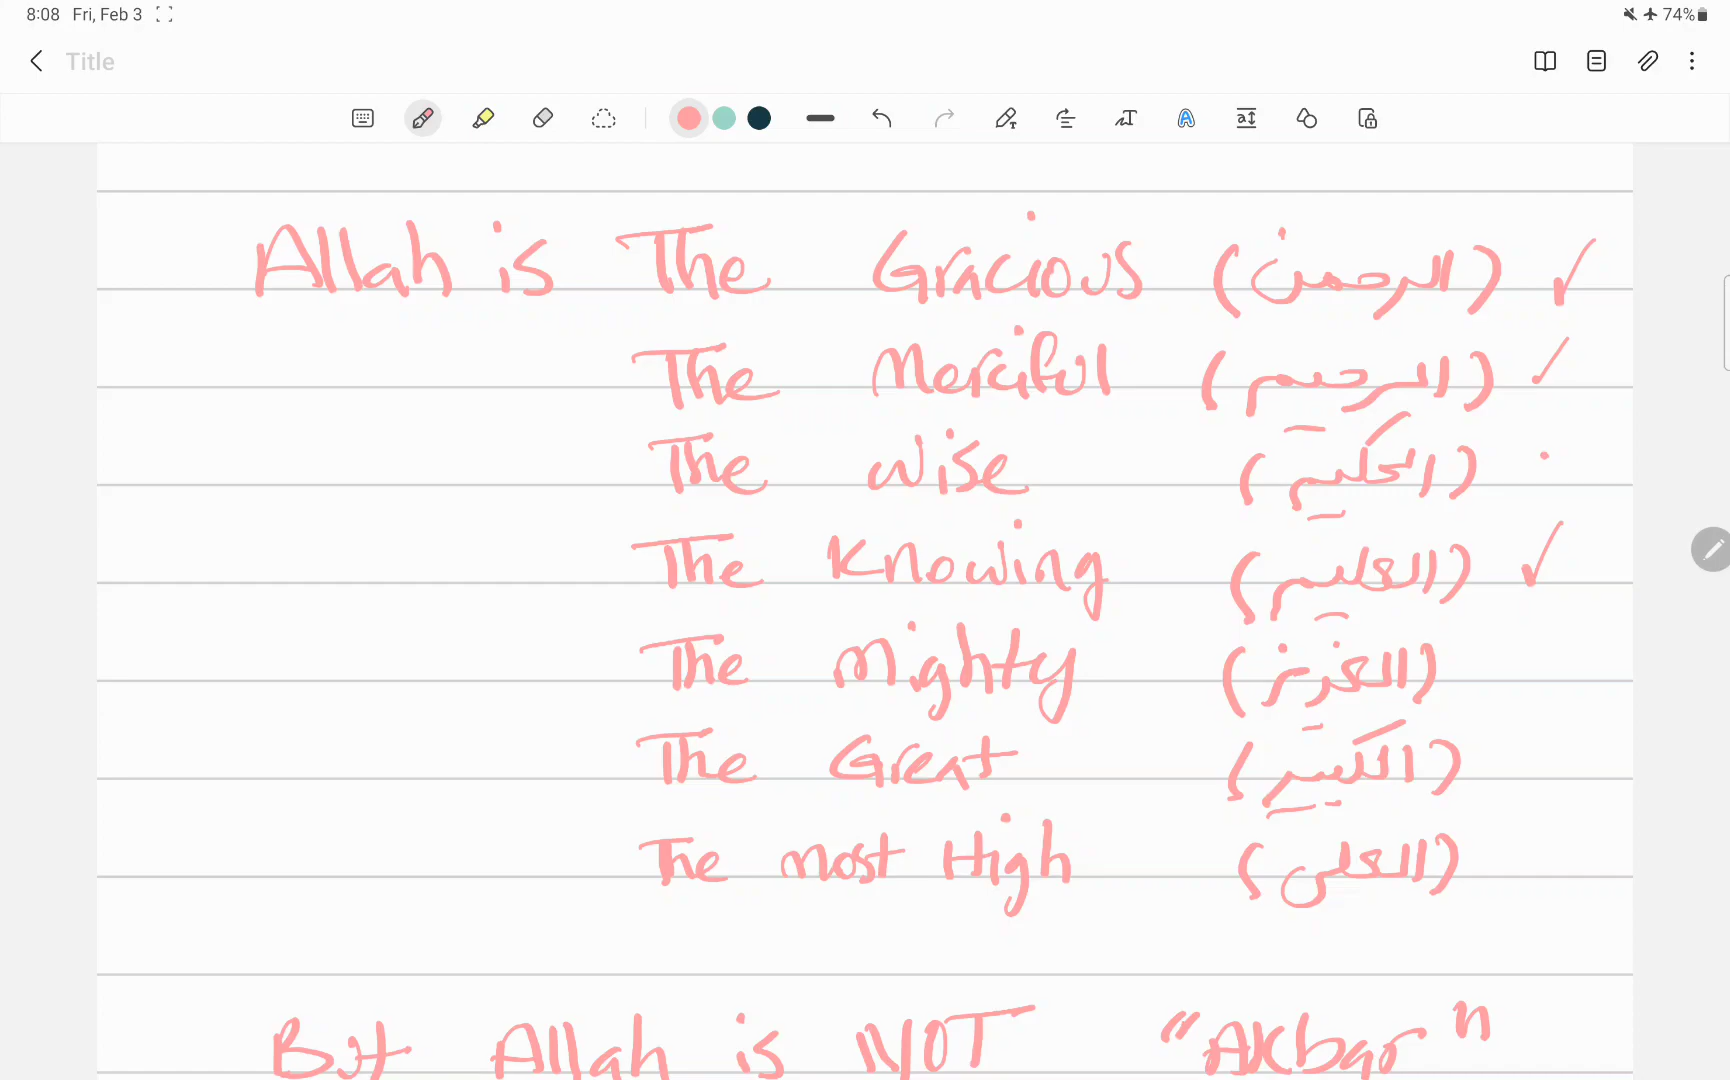 8:08 Fri, Feb 3 74%
Title
Allah is The Gracious (الرحمن) ✓
The Merciful (الرحيم) ✓
The Wise (الحكيم)
The Knowing (العليم) ✓
The Mighty (العزيز)
The Great (الكبير)
The most High (العلى)
But Allah is NOT "Akbar"